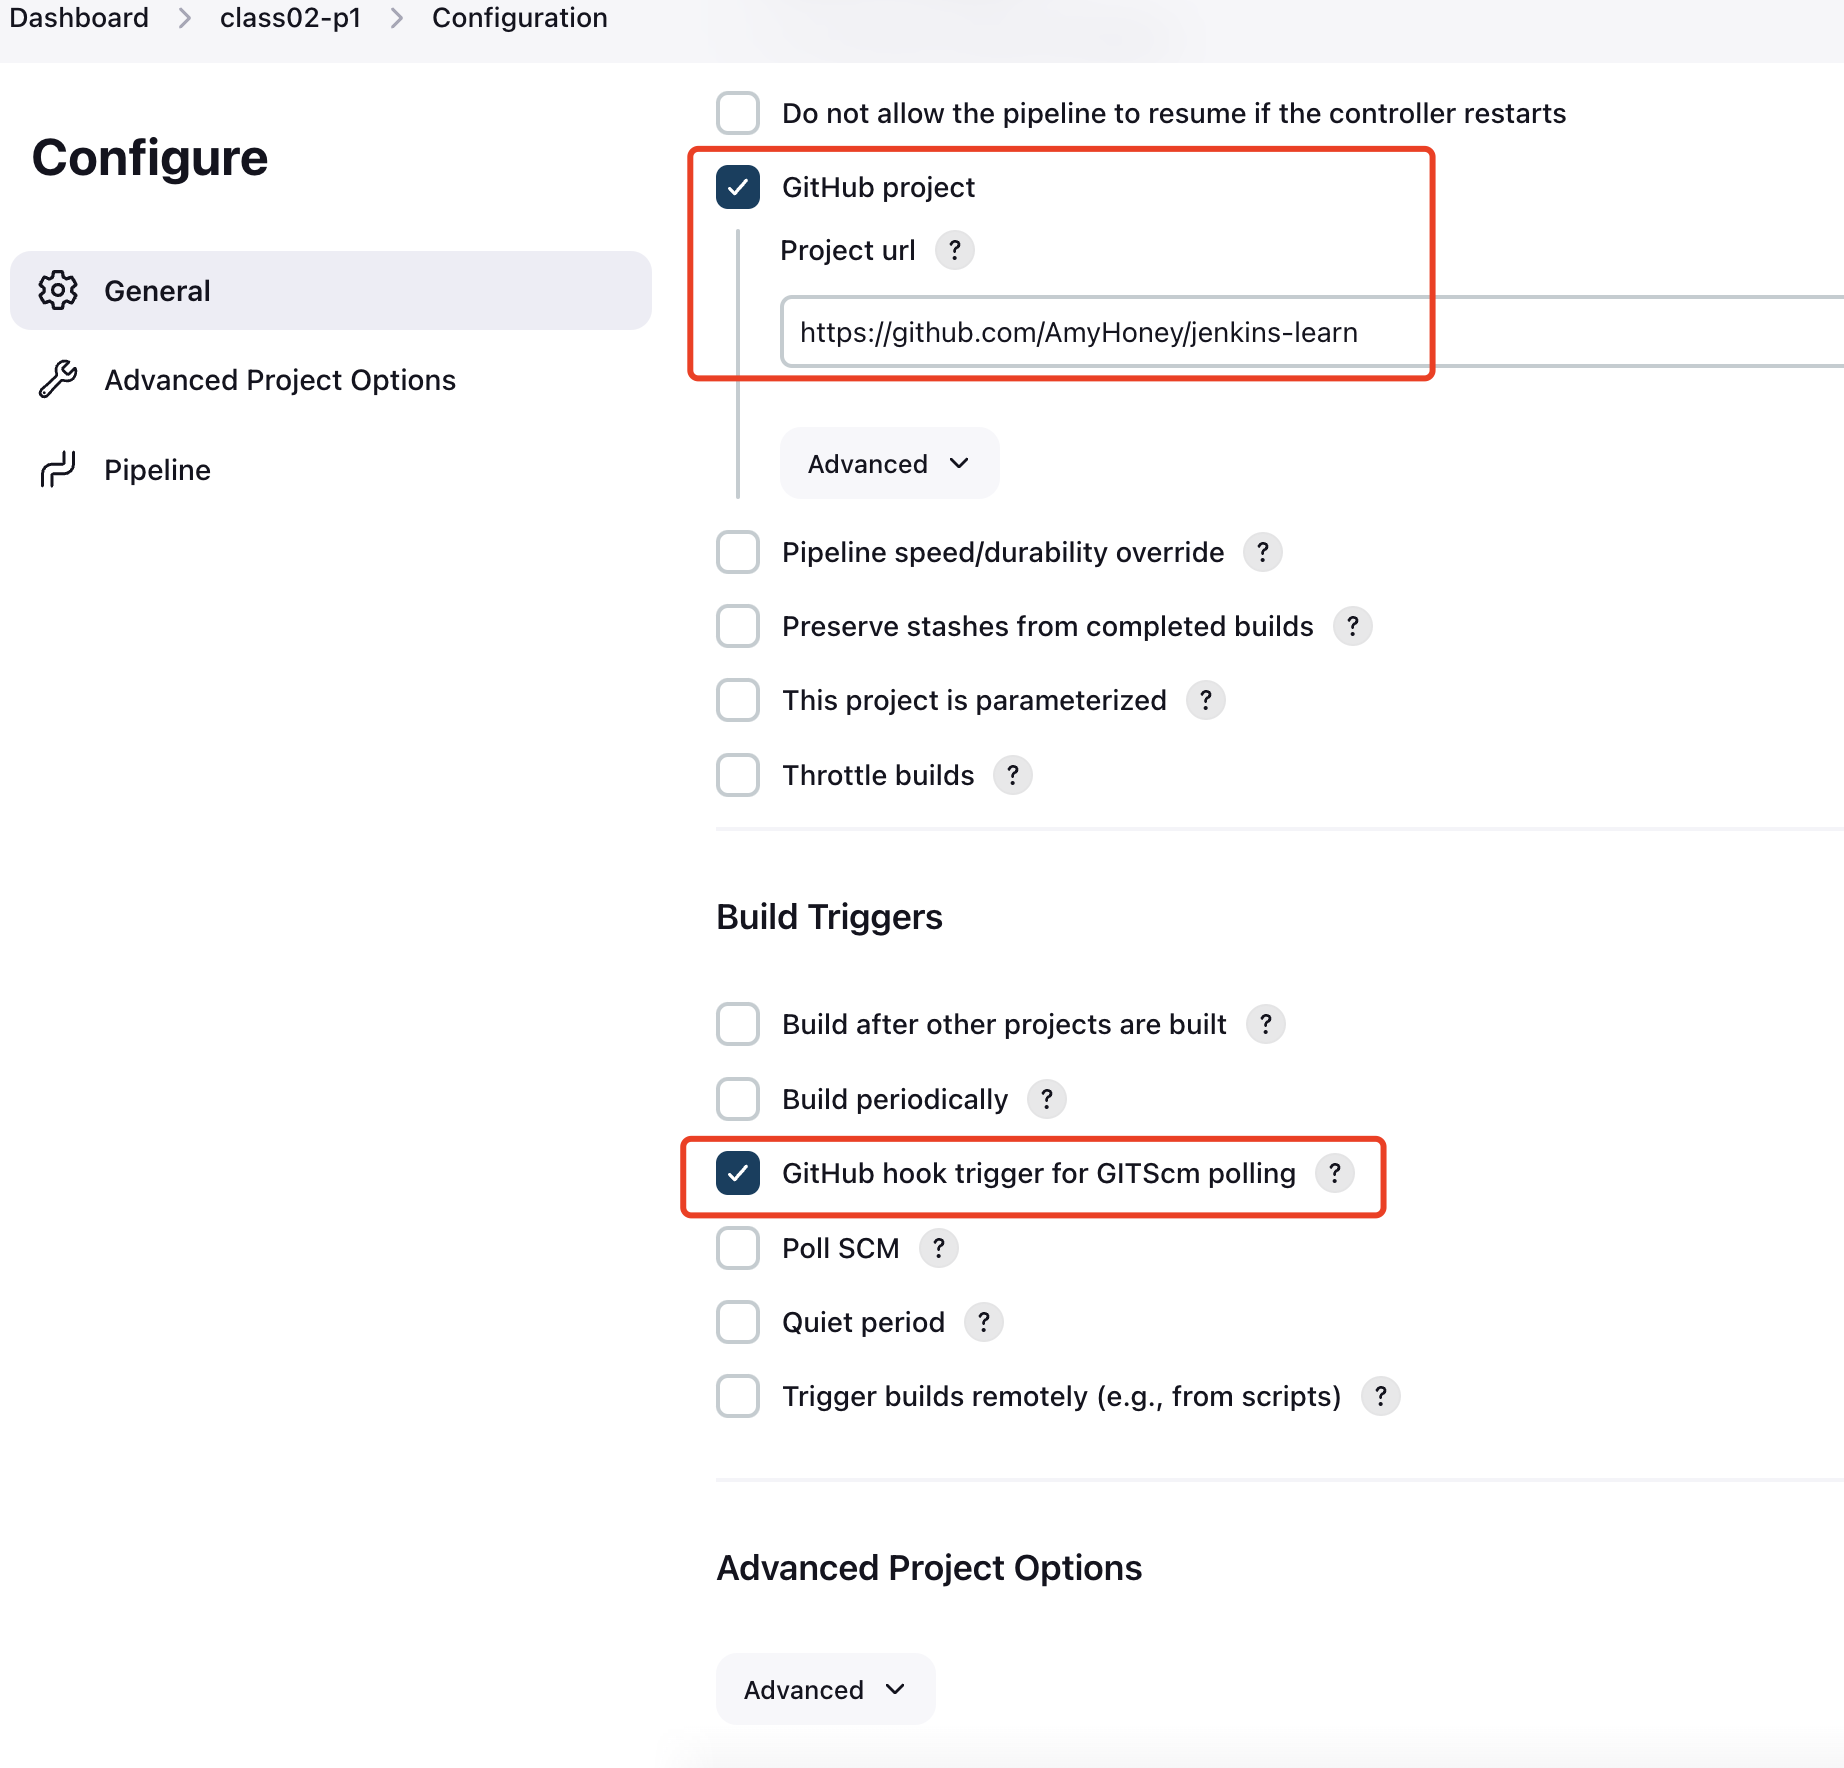 Dashboard > class02-p1 > Configuration
Configure
General
Advanced Project Options
Pipeline
Do not allow the pipeline to resume if the controller restarts
GitHub project
Project url ?
https://github.com/AmyHoney/jenkins-learn
Advanced
Pipeline speed/durability override ?
Preserve stashes from completed builds ?
This project is parameterized ?
Throttle builds ?
Build Triggers
Build after other projects are built ?
Build periodically ?
GitHub hook trigger for GITScm polling ?
Poll SCM ?
Quiet period ?
Trigger builds remotely (e.g., from scripts) ?
Advanced Project Options
Advanced